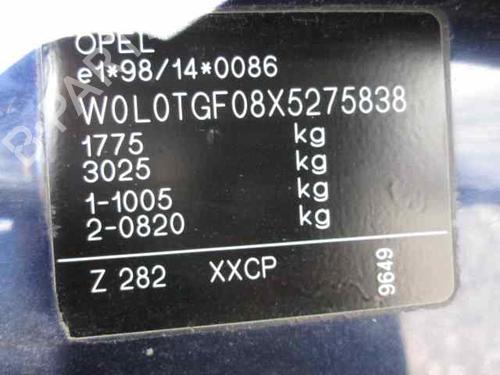 OPEL
e1*98/14*0086
W0L0TGF08X5275838
1775 kg
3025 kg
1-1005 kg
2-0820 kg
Z 282 XXCP
9649
B-PARTS